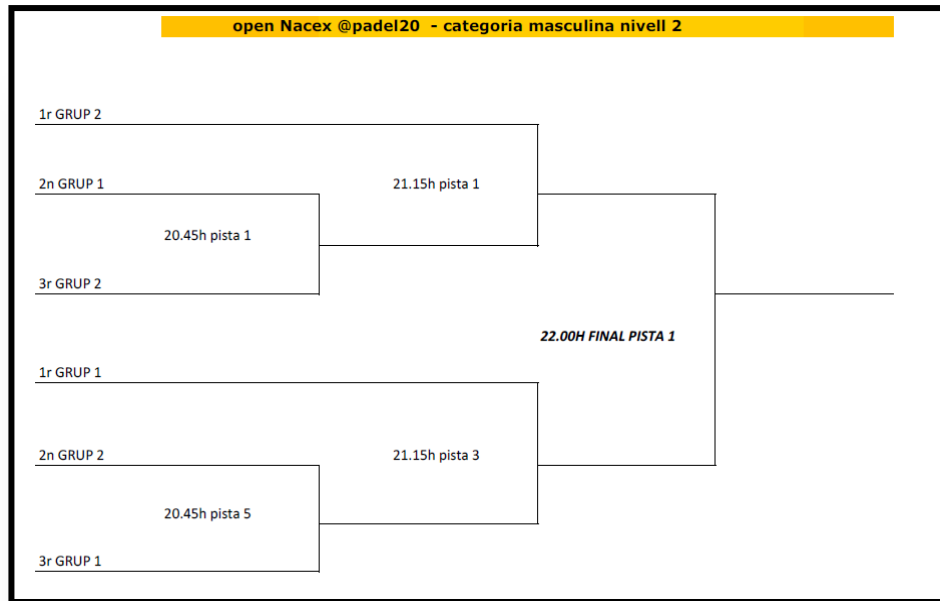 open Nacex @padel20 - categoria masculina nivell 2
1r GRUP 2
2n GRUP 1
21.15h pista 1
20.45h pista 1
3r GRUP 2
22.00H FINAL PISTA 1
1r GRUP 1
2n GRUP 2
21.15h pista 3
20.45h pista 5
3r GRUP 1